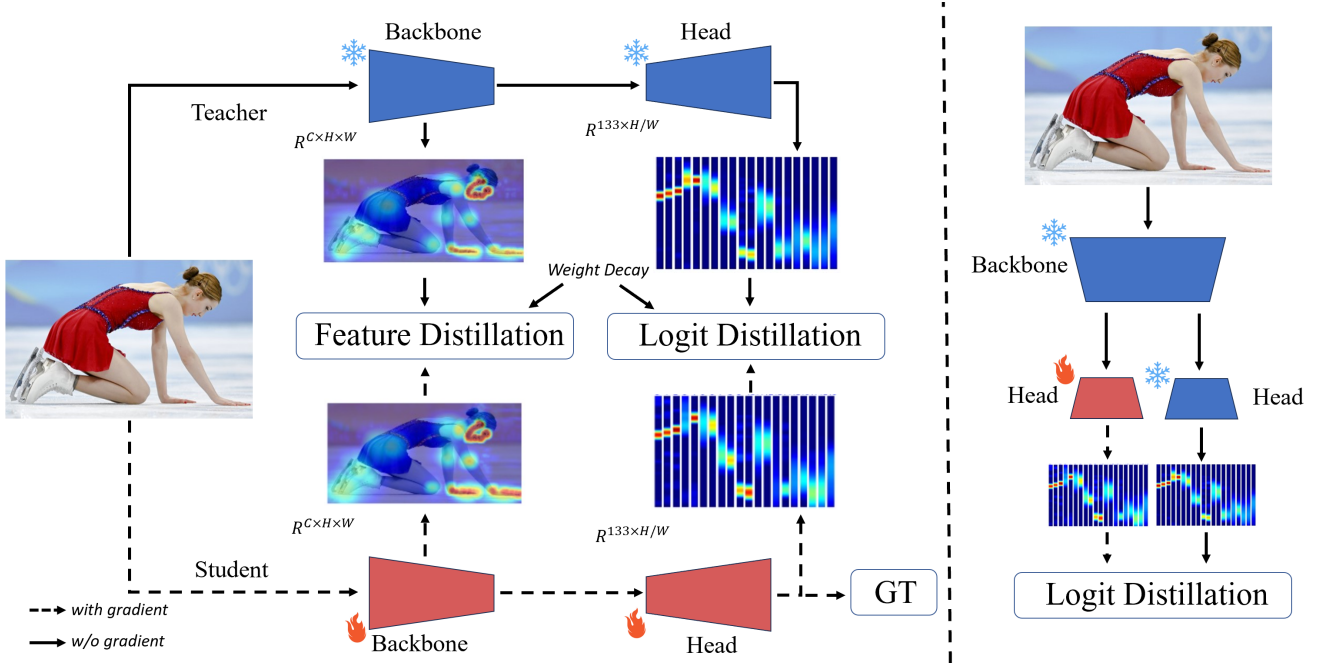 Backbone
Head
Teacher
R^{C×H×W}
R^{133×H/W}
Weight Decay
Feature Distillation
Logit Distillation
R^{C×H×W}
R^{133×H/W}
Student
GT
with gradient
w/o gradient
Backbone
Head
Backbone
Head
Head
Logit Distillation